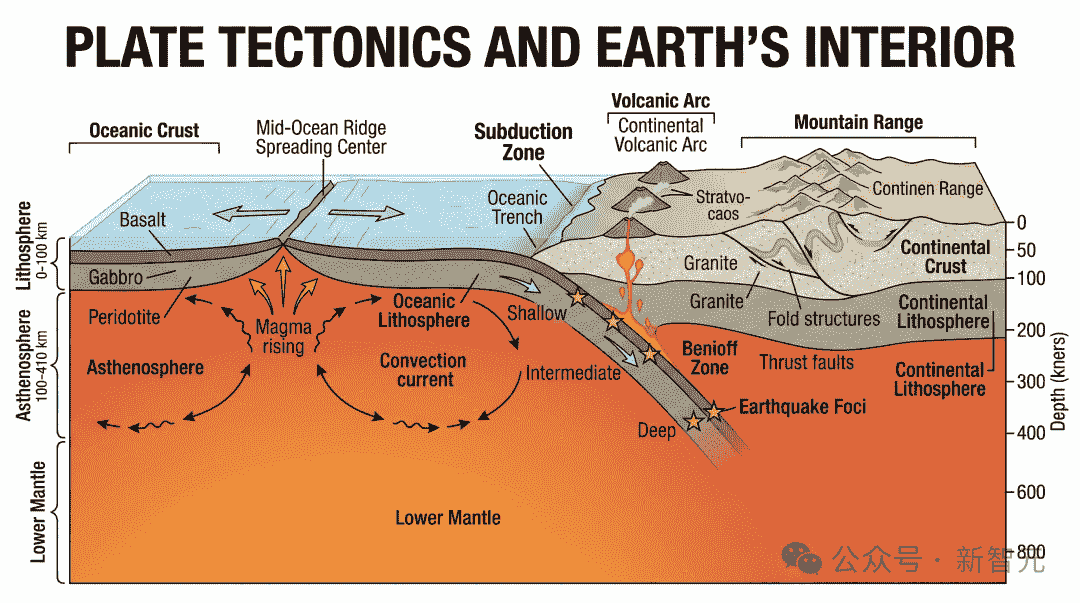 PLATE TECTONICS AND EARTH'S INTERIOR
Oceanic Crust
Mid-Ocean Ridge
Spreading Center
Subduction
Zone
Volcanic Arc
Continental
Volcanic Arc
Mountain Range
Oceanic
Trench
Stratvo-
caos
Continen Range
Basalt
Gabbro
Peridotite
Lithosphere
0-100 km
Asthenosphere
100-410 km
Lower Mantle
Magma
rising
Asthenosphere
Oceanic
Lithosphere
Convection
current
Shallow
Intermediate
Deep
Granite
Granite
Fold structures
Thrust faults
Benioff
Zone
Earthquake Foci
Continental
Crust
Continental
Lithosphere
Continental
Lithosphere
Lower Mantle
0
50
100
200
300
400
600
800
Depth (kners)
公众号 · 新智元